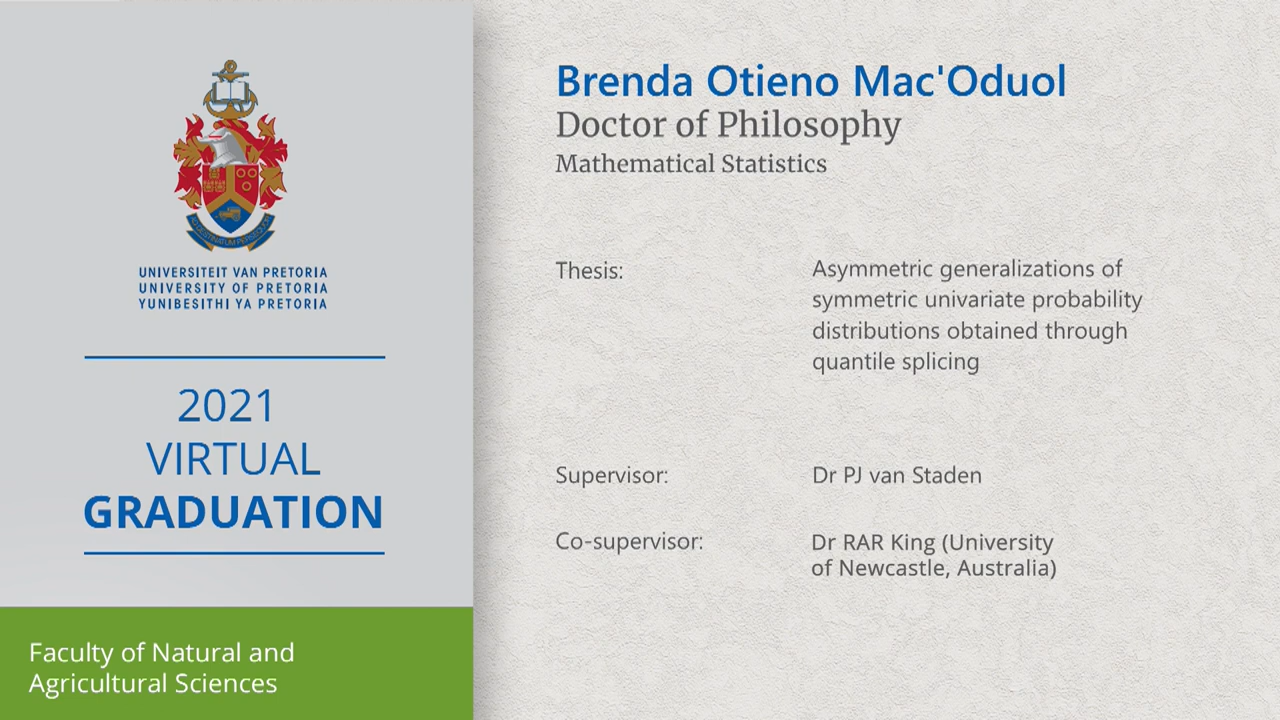 UNIVERSITEIT VAN PRETORIA
UNIVERSITY OF PRETORIA
YUNIBESITHI YA PRETORIA
2021
VIRTUAL
GRADUATION
Faculty of Natural and
Agricultural Sciences
Brenda Otieno Mac'Oduol
Doctor of Philosophy
Mathematical Statistics
Thesis:
Asymmetric generalizations of
symmetric univariate probability
distributions obtained through
quantile splicing
Supervisor:
Dr PJ van Staden
Co-supervisor:
Dr RAR King (University
of Newcastle, Australia)